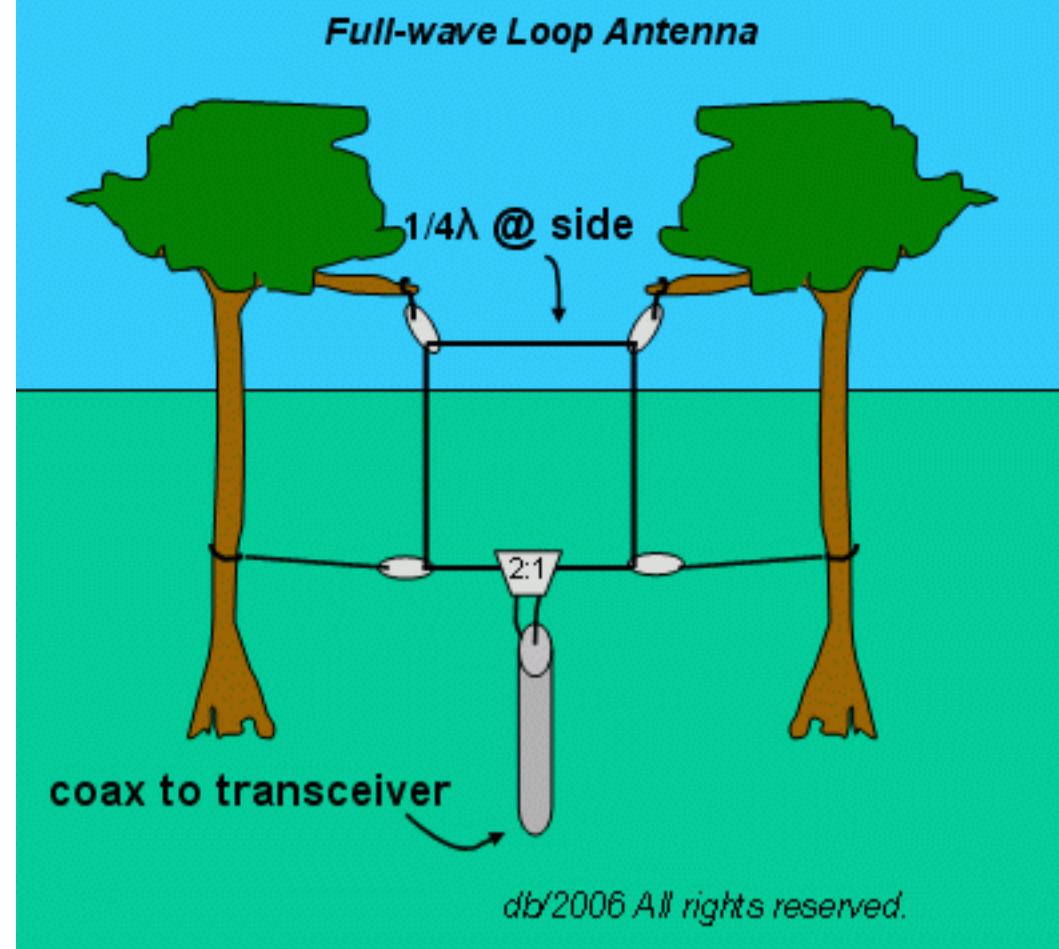 Full-wave Loop Antenna
1/4λ @ side
2:1
coax to transceiver
db/2006 All rights reserved.